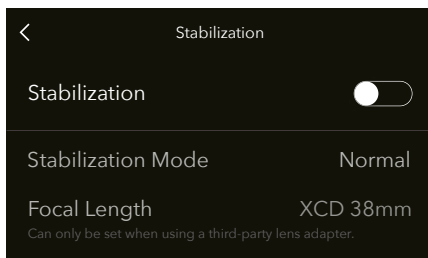 Stabilization
Stabilization
Stabilization Mode Normal
Focal Length XCD 38mm
Can only be set when using a third-party lens adapter.